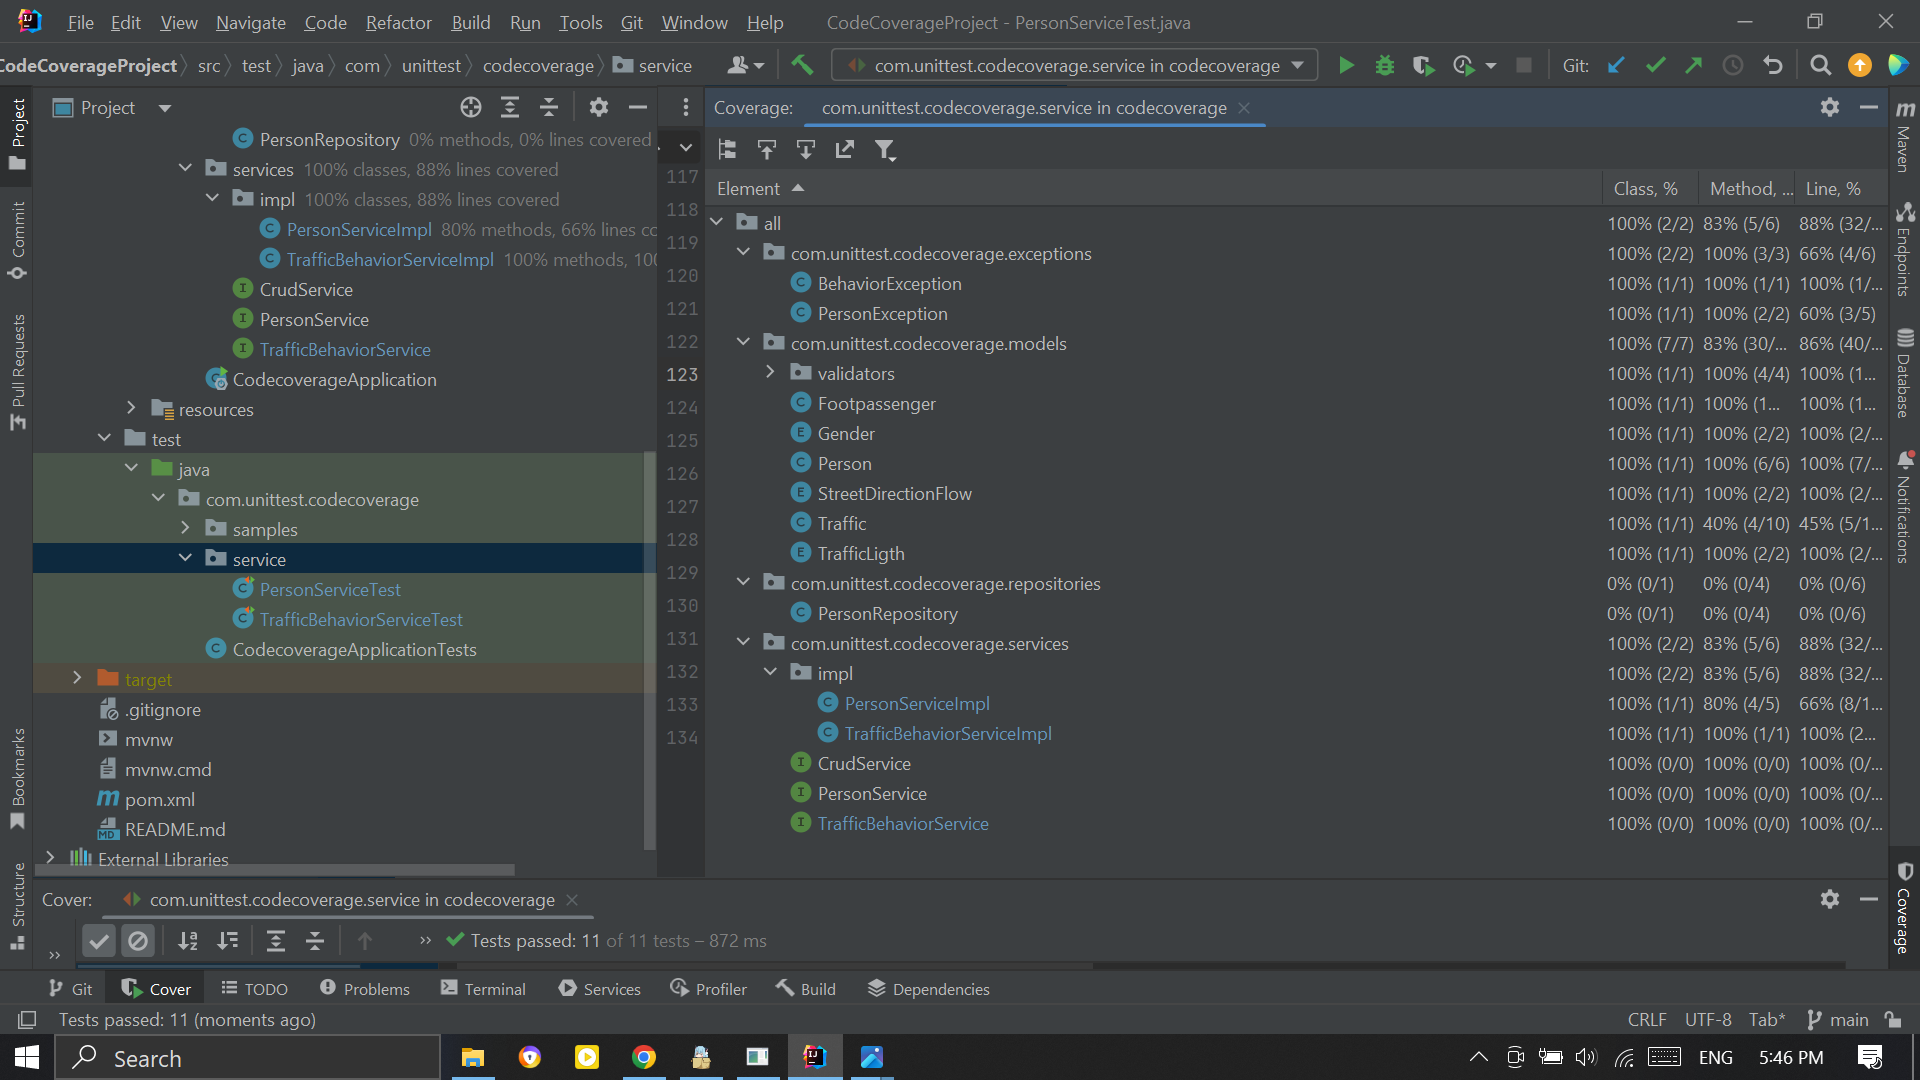 File Edit View Navigate Code Refactor Build Run Tools Git Window Help CodeCoverageProject - PersonServiceTest.java
CodeCoverageProject src test java com unittest codecoverage service com.unittest.codecoverage.service in codecoverage Git:
Project
PersonRepository 0% methods, 0% lines covered
services 100% classes, 88% lines covered
impl 100% classes, 88% lines covered
PersonServiceImpl 80% methods, 66% lines co
TrafficBehaviorServiceImpl 100% methods, 100
CrudService
PersonService
TrafficBehaviorService
CodecoverageApplication
resources
test
java
com.unittest.codecoverage
samples
service
PersonServiceTest
TrafficBehaviorServiceTest
CodecoverageApplicationTests
target
.gitignore
mvnw
mvnw.cmd
pom.xml
README.md
External Libraries
117
118
119
120
121
122
123
124
125
126
127
128
129
130
131
132
133
134
Coverage: com.unittest.codecoverage.service in codecoverage
Element Class, % Method, ... Line, %
all 100% (2/2) 83% (5/6) 88% (32/...
com.unittest.codecoverage.exceptions 100% (2/2) 100% (3/3) 66% (4/6)
BehaviorException 100% (1/1) 100% (1/1) 100% (1/...
PersonException 100% (1/1) 100% (2/2) 60% (3/5)
com.unittest.codecoverage.models 100% (7/7) 83% (30/... 86% (40/...
validators 100% (1/1) 100% (4/4) 100% (1...
Footpassenger 100% (1/1) 100% (1... 100% (1...
Gender 100% (1/1) 100% (2/2) 100% (2/...
Person 100% (1/1) 100% (6/6) 100% (7/...
StreetDirectionFlow 100% (1/1) 100% (2/2) 100% (2/...
Traffic 100% (1/1) 40% (4/10) 45% (5/1...
TrafficLigth 100% (1/1) 100% (2/2) 100% (2/...
com.unittest.codecoverage.repositories 0% (0/1) 0% (0/4) 0% (0/6)
PersonRepository 0% (0/1) 0% (0/4) 0% (0/6)
com.unittest.codecoverage.services 100% (2/2) 83% (5/6) 88% (32/...
impl 100% (2/2) 83% (5/6) 88% (32/...
PersonServiceImpl 100% (1/1) 80% (4/5) 66% (8/1...
TrafficBehaviorServiceImpl 100% (1/1) 100% (1/1) 100% (2...
CrudService 100% (0/0) 100% (0/0) 100% (0/...
PersonService 100% (0/0) 100% (0/0) 100% (0/...
TrafficBehaviorService 100% (0/0) 100% (0/0) 100% (0/...
Project
Commit
Pull Requests
Bookmarks
Structure
Maven
Endpoints
Database
Notifications
Coverage
Cover: com.unittest.codecoverage.service in codecoverage
Tests passed: 11 of 11 tests – 872 ms
Git Cover TODO Problems Terminal Services Profiler Build Dependencies
Tests passed: 11 (moments ago) CRLF UTF-8 Tab* main
Search ENG 5:46 PM